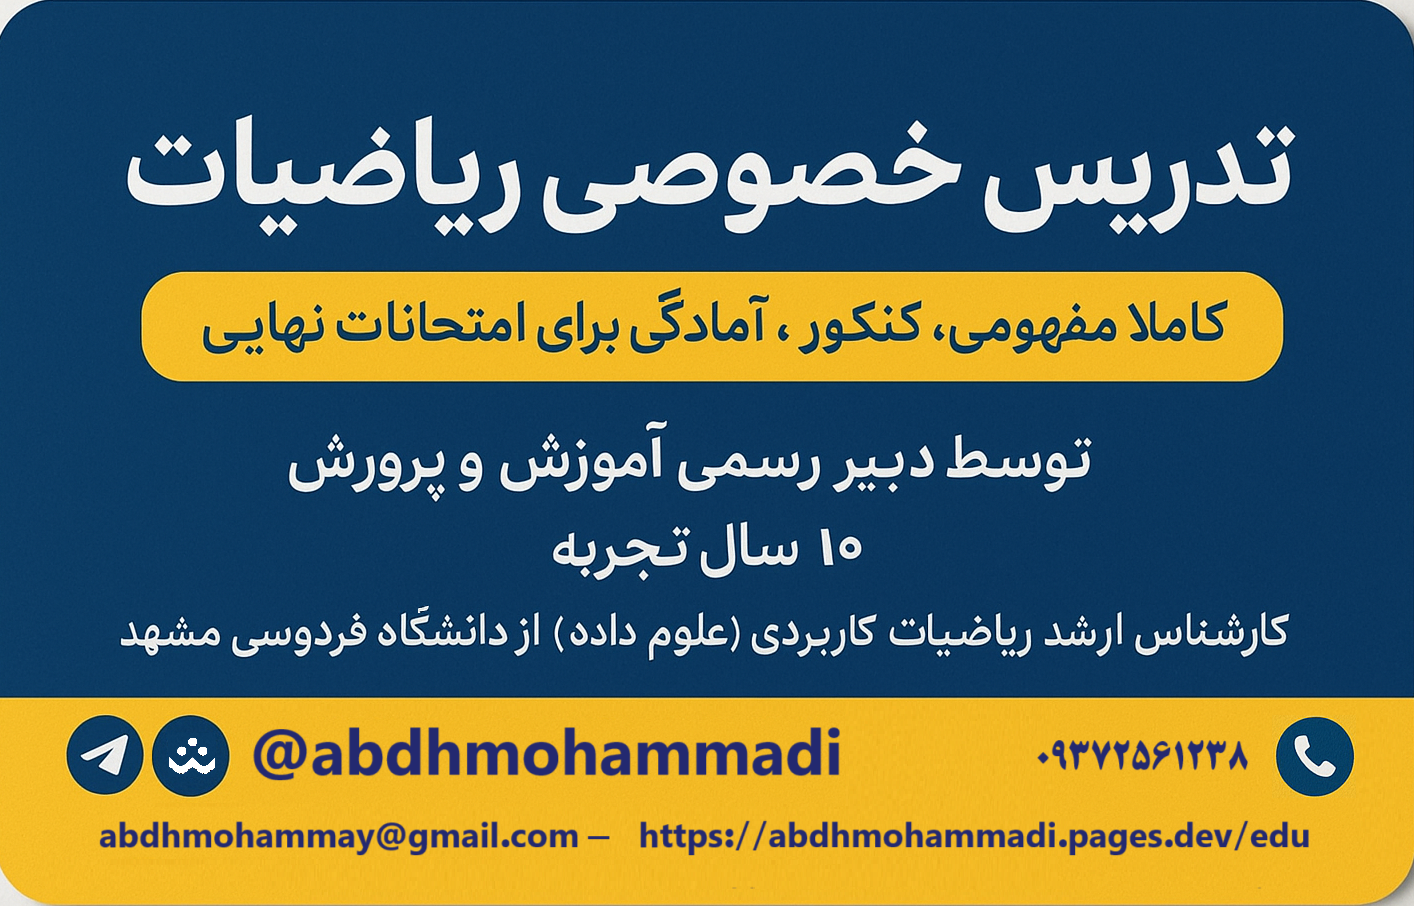 تدریس خصوصی ریاضیات
کاملا مفهومی، کنکور ، آمادگی برای امتحانات نهایی
توسط دبیر رسمی آموزش و پرورش
۱۰ سال تجربه
کارشناس ارشد ریاضیات کاربردی (علوم داده) از دانشگاه فردوسی مشهد
@abdhmohammadi ۰۹۳۷۲۵۶۱۲۳۸
abdhmohammay@gmail.com – https://abdhmohammadi.pages.dev/edu